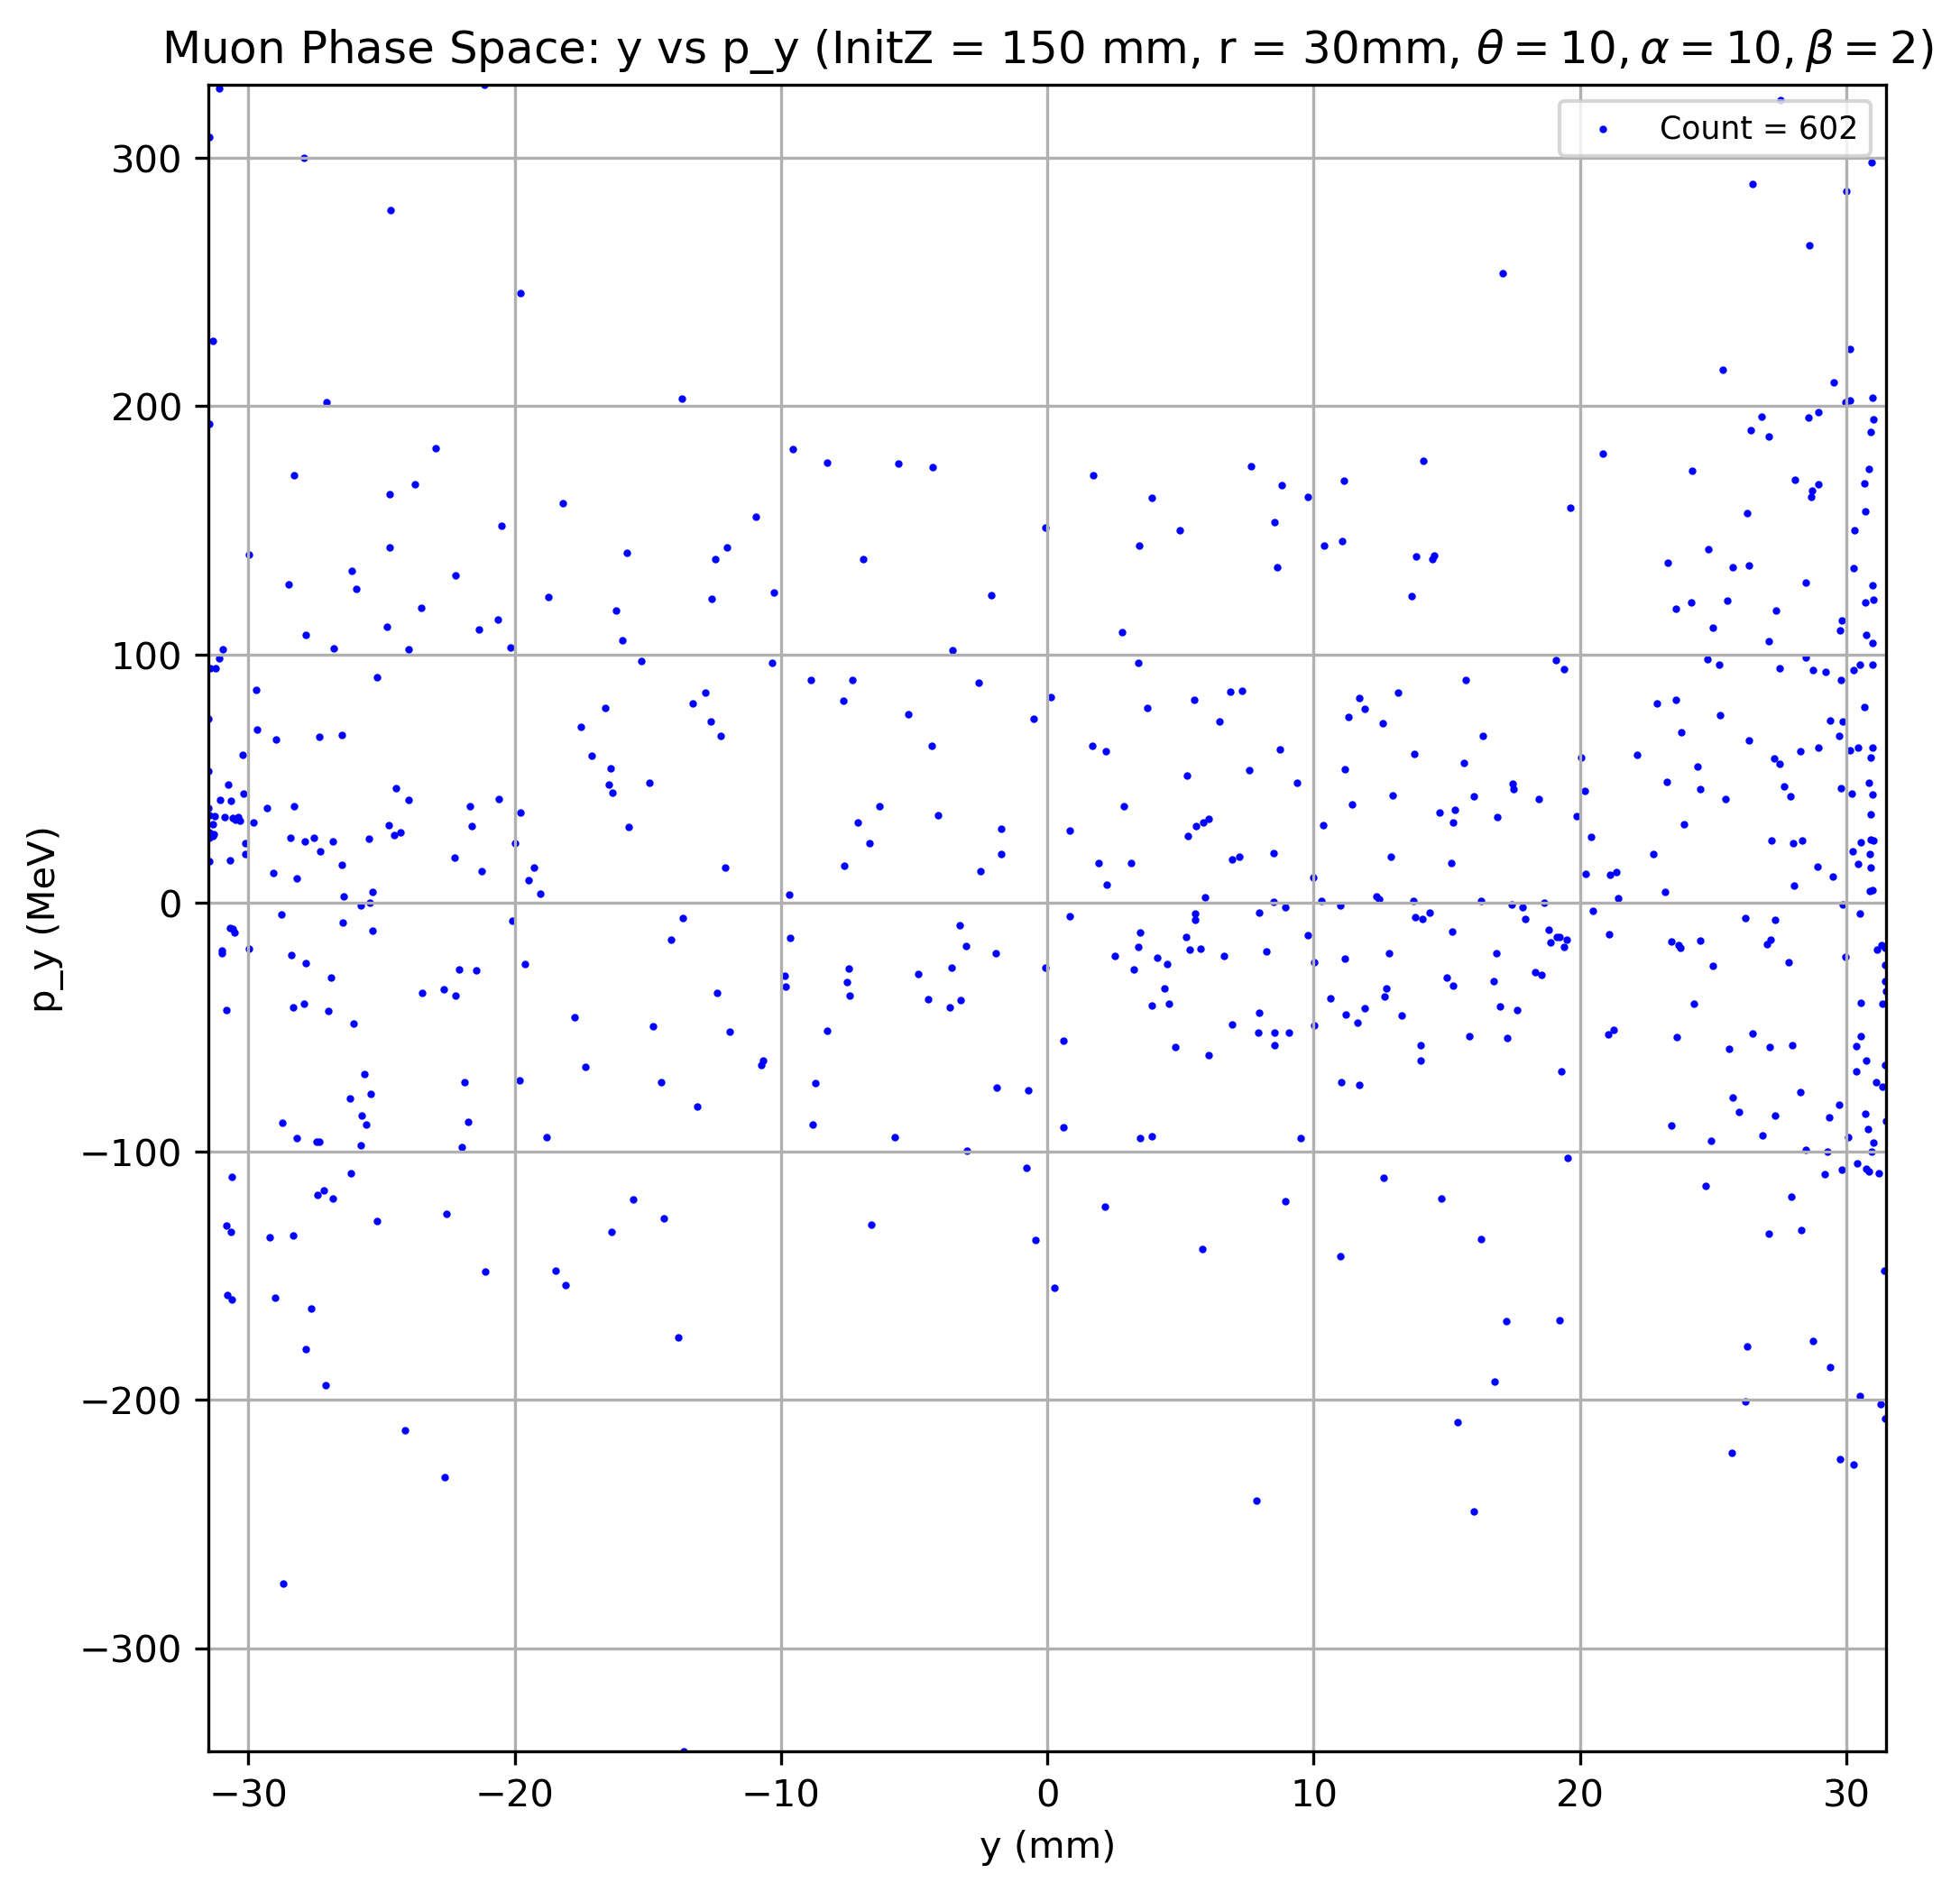 Muon Phase Space: y vs p_y (InitZ = 150 mm, r = 30mm, θ = 10, α = 10, β = 2)
Count = 602
300
200
100
0
−100
−200
−300
p_y (MeV)
−30 −20 −10 0 10 20 30
y (mm)